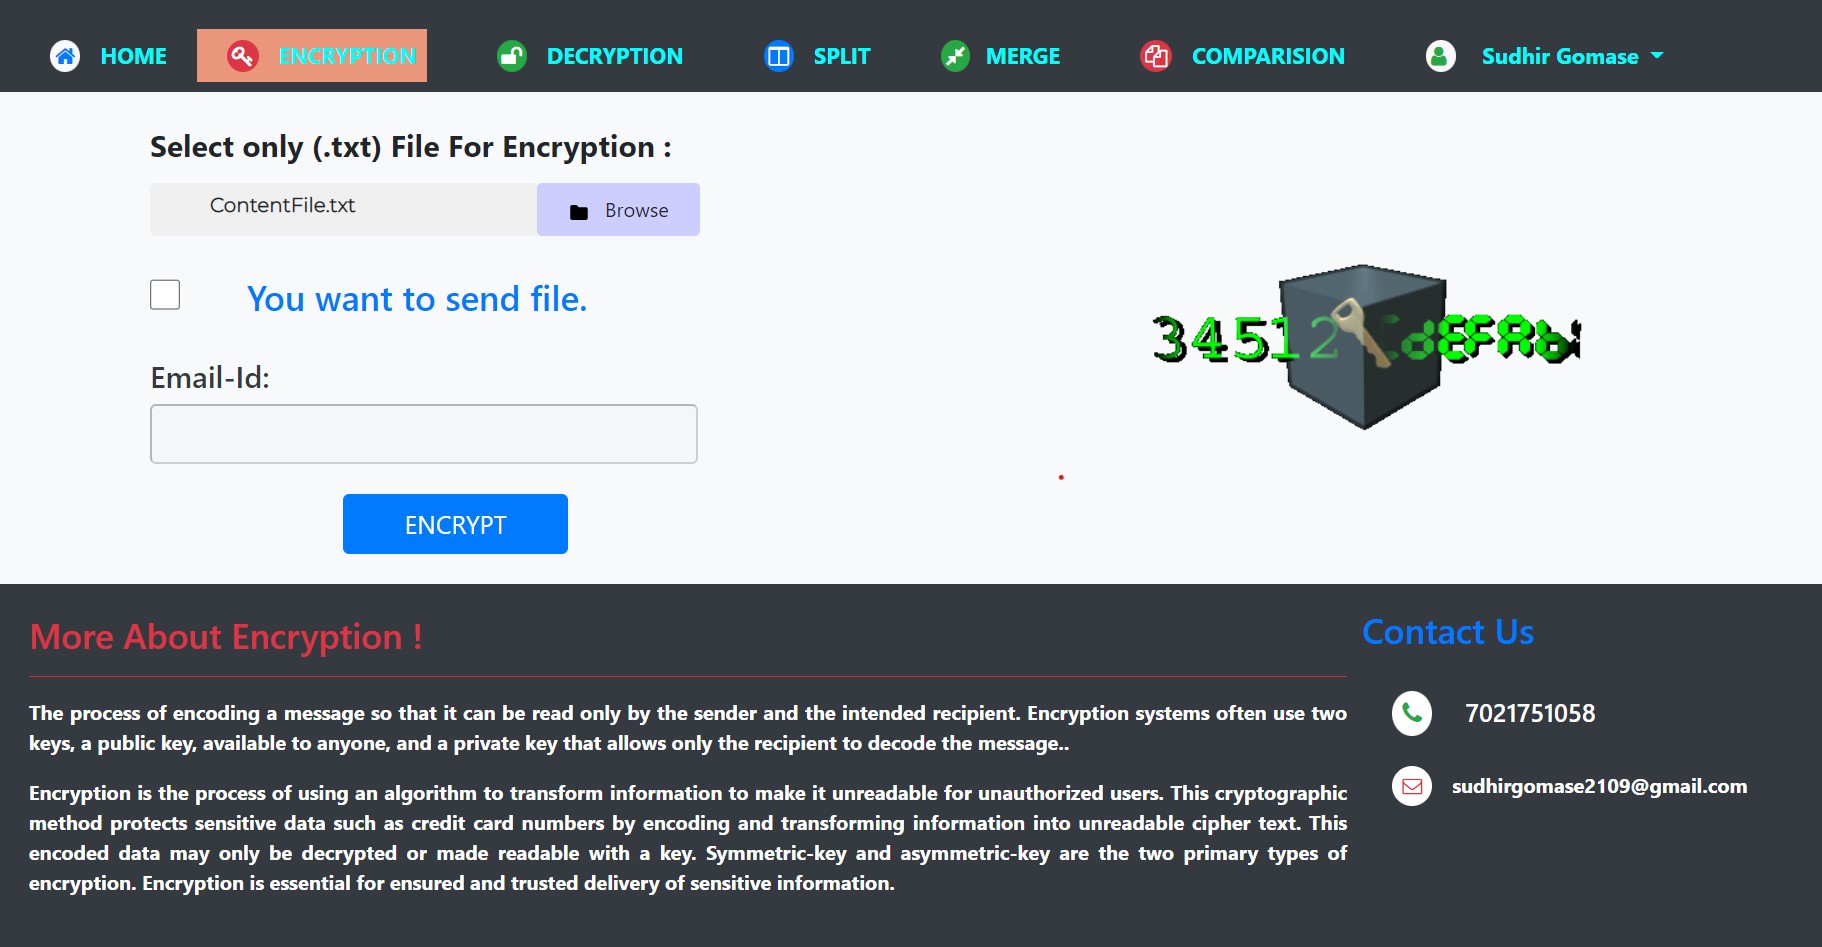 HOME ENCRYPTION DECRYPTION SPLIT MERGE COMPARISION Sudhir Gomase
Select only (.txt) File For Encryption :
ContentFile.txt Browse
You want to send file.
Email-Id:
ENCRYPT
34512
More About Encryption !
The process of encoding a message so that it can be read only by the sender and the intended recipient. Encryption systems often use two
keys, a public key, available to anyone, and a private key that allows only the recipient to decode the message..
Encryption is the process of using an algorithm to transform information to make it unreadable for unauthorized users. This cryptographic
method protects sensitive data such as credit card numbers by encoding and transforming information into unreadable cipher text. This
encoded data may only be decrypted or made readable with a key. Symmetric-key and asymmetric-key are the two primary types of
encryption. Encryption is essential for ensured and trusted delivery of sensitive information.
Contact Us
7021751058
sudhirgomase2109@gmail.com